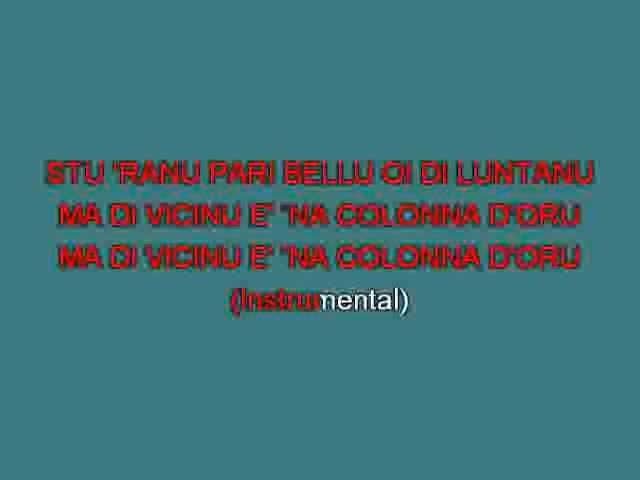 STU 'RANU PARI BELLU OI DI LUNTANU
MA DI VICINU E' 'NA COLONNA D'ORU
MA DI VICINU E' 'NA COLONNA D'ORU
(Instrumental)